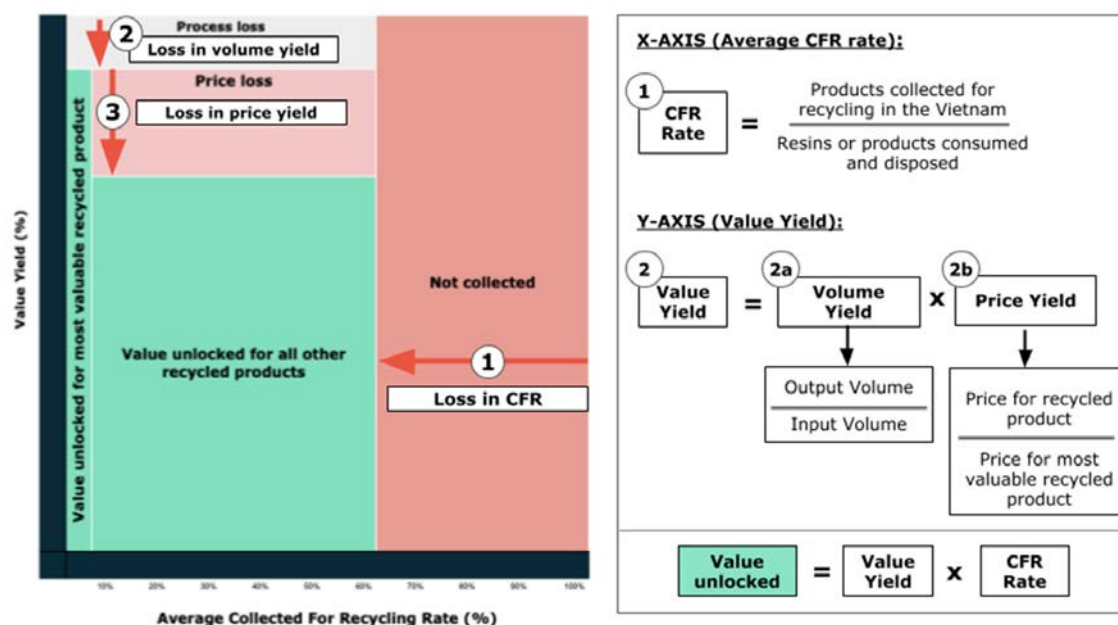 2
Process loss
Loss in volume yield
Price loss
3
Loss in price yield
Value unlocked for most valuable recycled product
Value Yield (%)
Not collected
Value unlocked for all other
recycled products
1
Loss in CFR
10%
20%
30%
40%
50%
60%
70%
80%
90%
100%
Average Collected For Recycling Rate (%)
X-AXIS (Average CFR rate):
1
CFR
Rate
=
Products collected for
recycling in the Vietnam
Resins or products consumed
and disposed
Y-AXIS (Value Yield):
2
Value
Yield
=
2a
Volume
Yield
x
2b
Price Yield
Output Volume
Input Volume
Price for recycled
product
Price for most
valuable recycled
product
Value
unlocked
=
Value
Yield
x
CFR
Rate